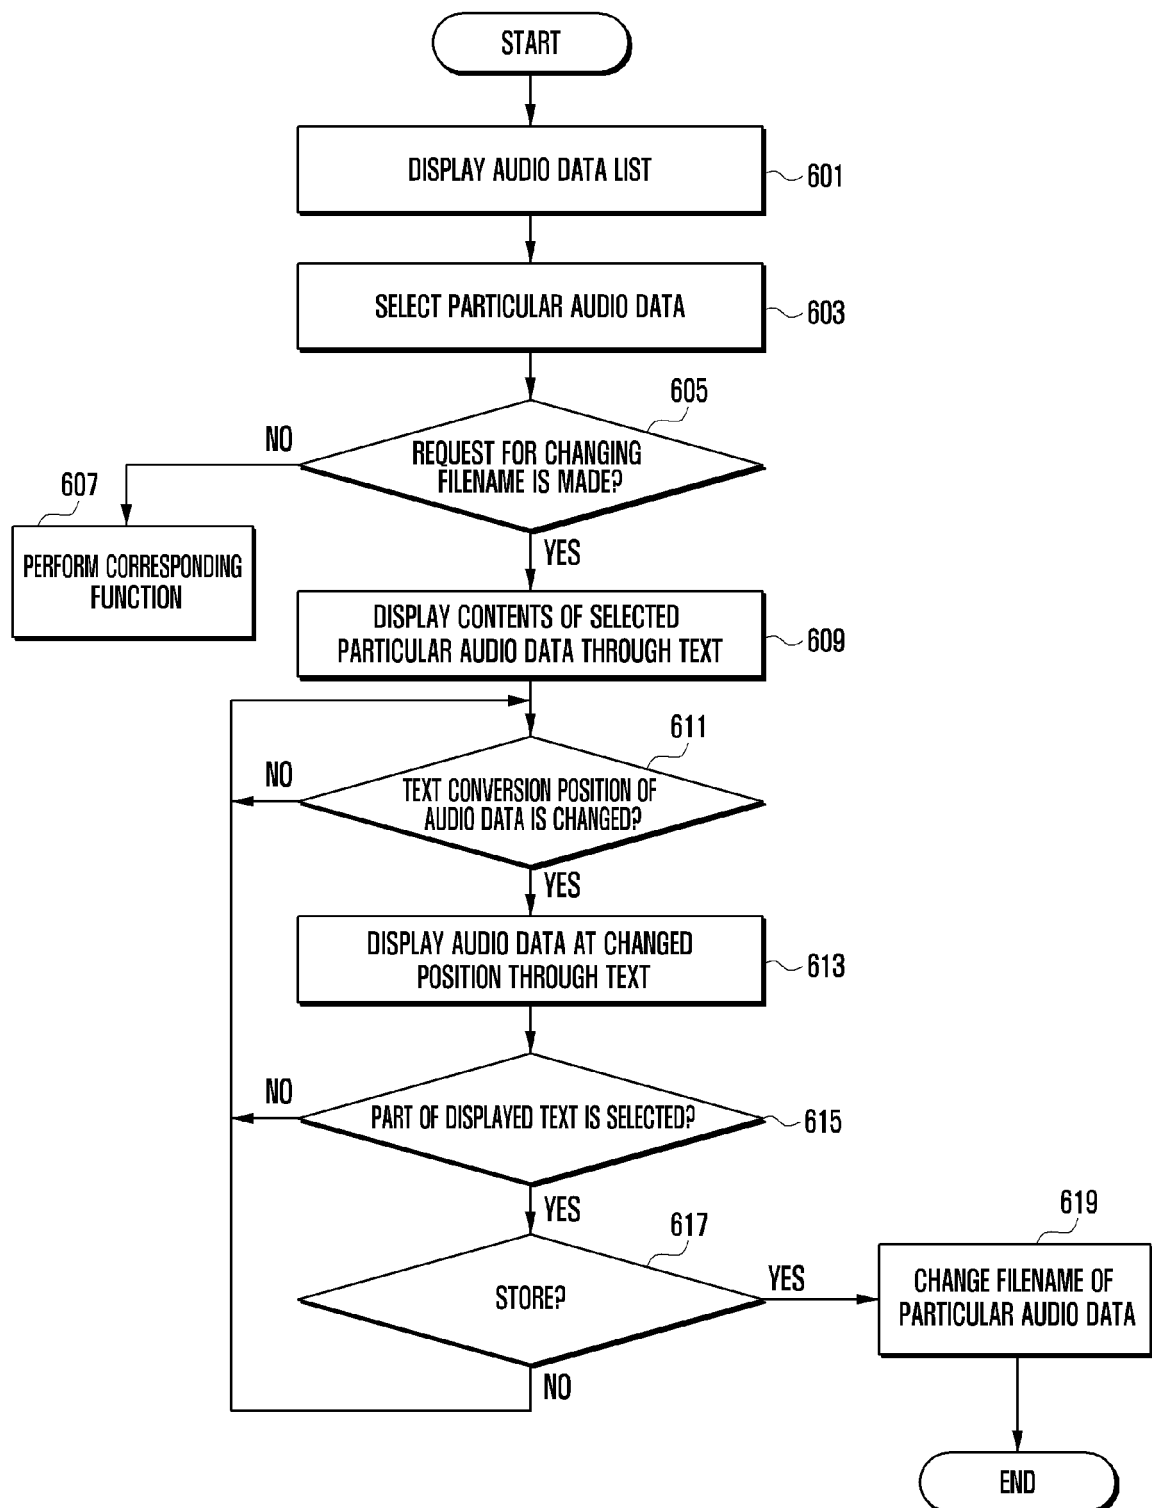 START
DISPLAY AUDIO DATA LIST
601
SELECT PARTICULAR AUDIO DATA
603
605
REQUEST FOR CHANGING
FILENAME IS MADE?
NO
607
PERFORM CORRESPONDING
FUNCTION
YES
DISPLAY CONTENTS OF SELECTED
PARTICULAR AUDIO DATA THROUGH TEXT
609
611
TEXT CONVERSION POSITION OF
AUDIO DATA IS CHANGED?
NO
YES
DISPLAY AUDIO DATA AT CHANGED
POSITION THROUGH TEXT
613
NO
PART OF DISPLAYED TEXT IS SELECTED?
615
YES
617
STORE?
YES
NO
619
CHANGE FILENAME OF
PARTICULAR AUDIO DATA
END